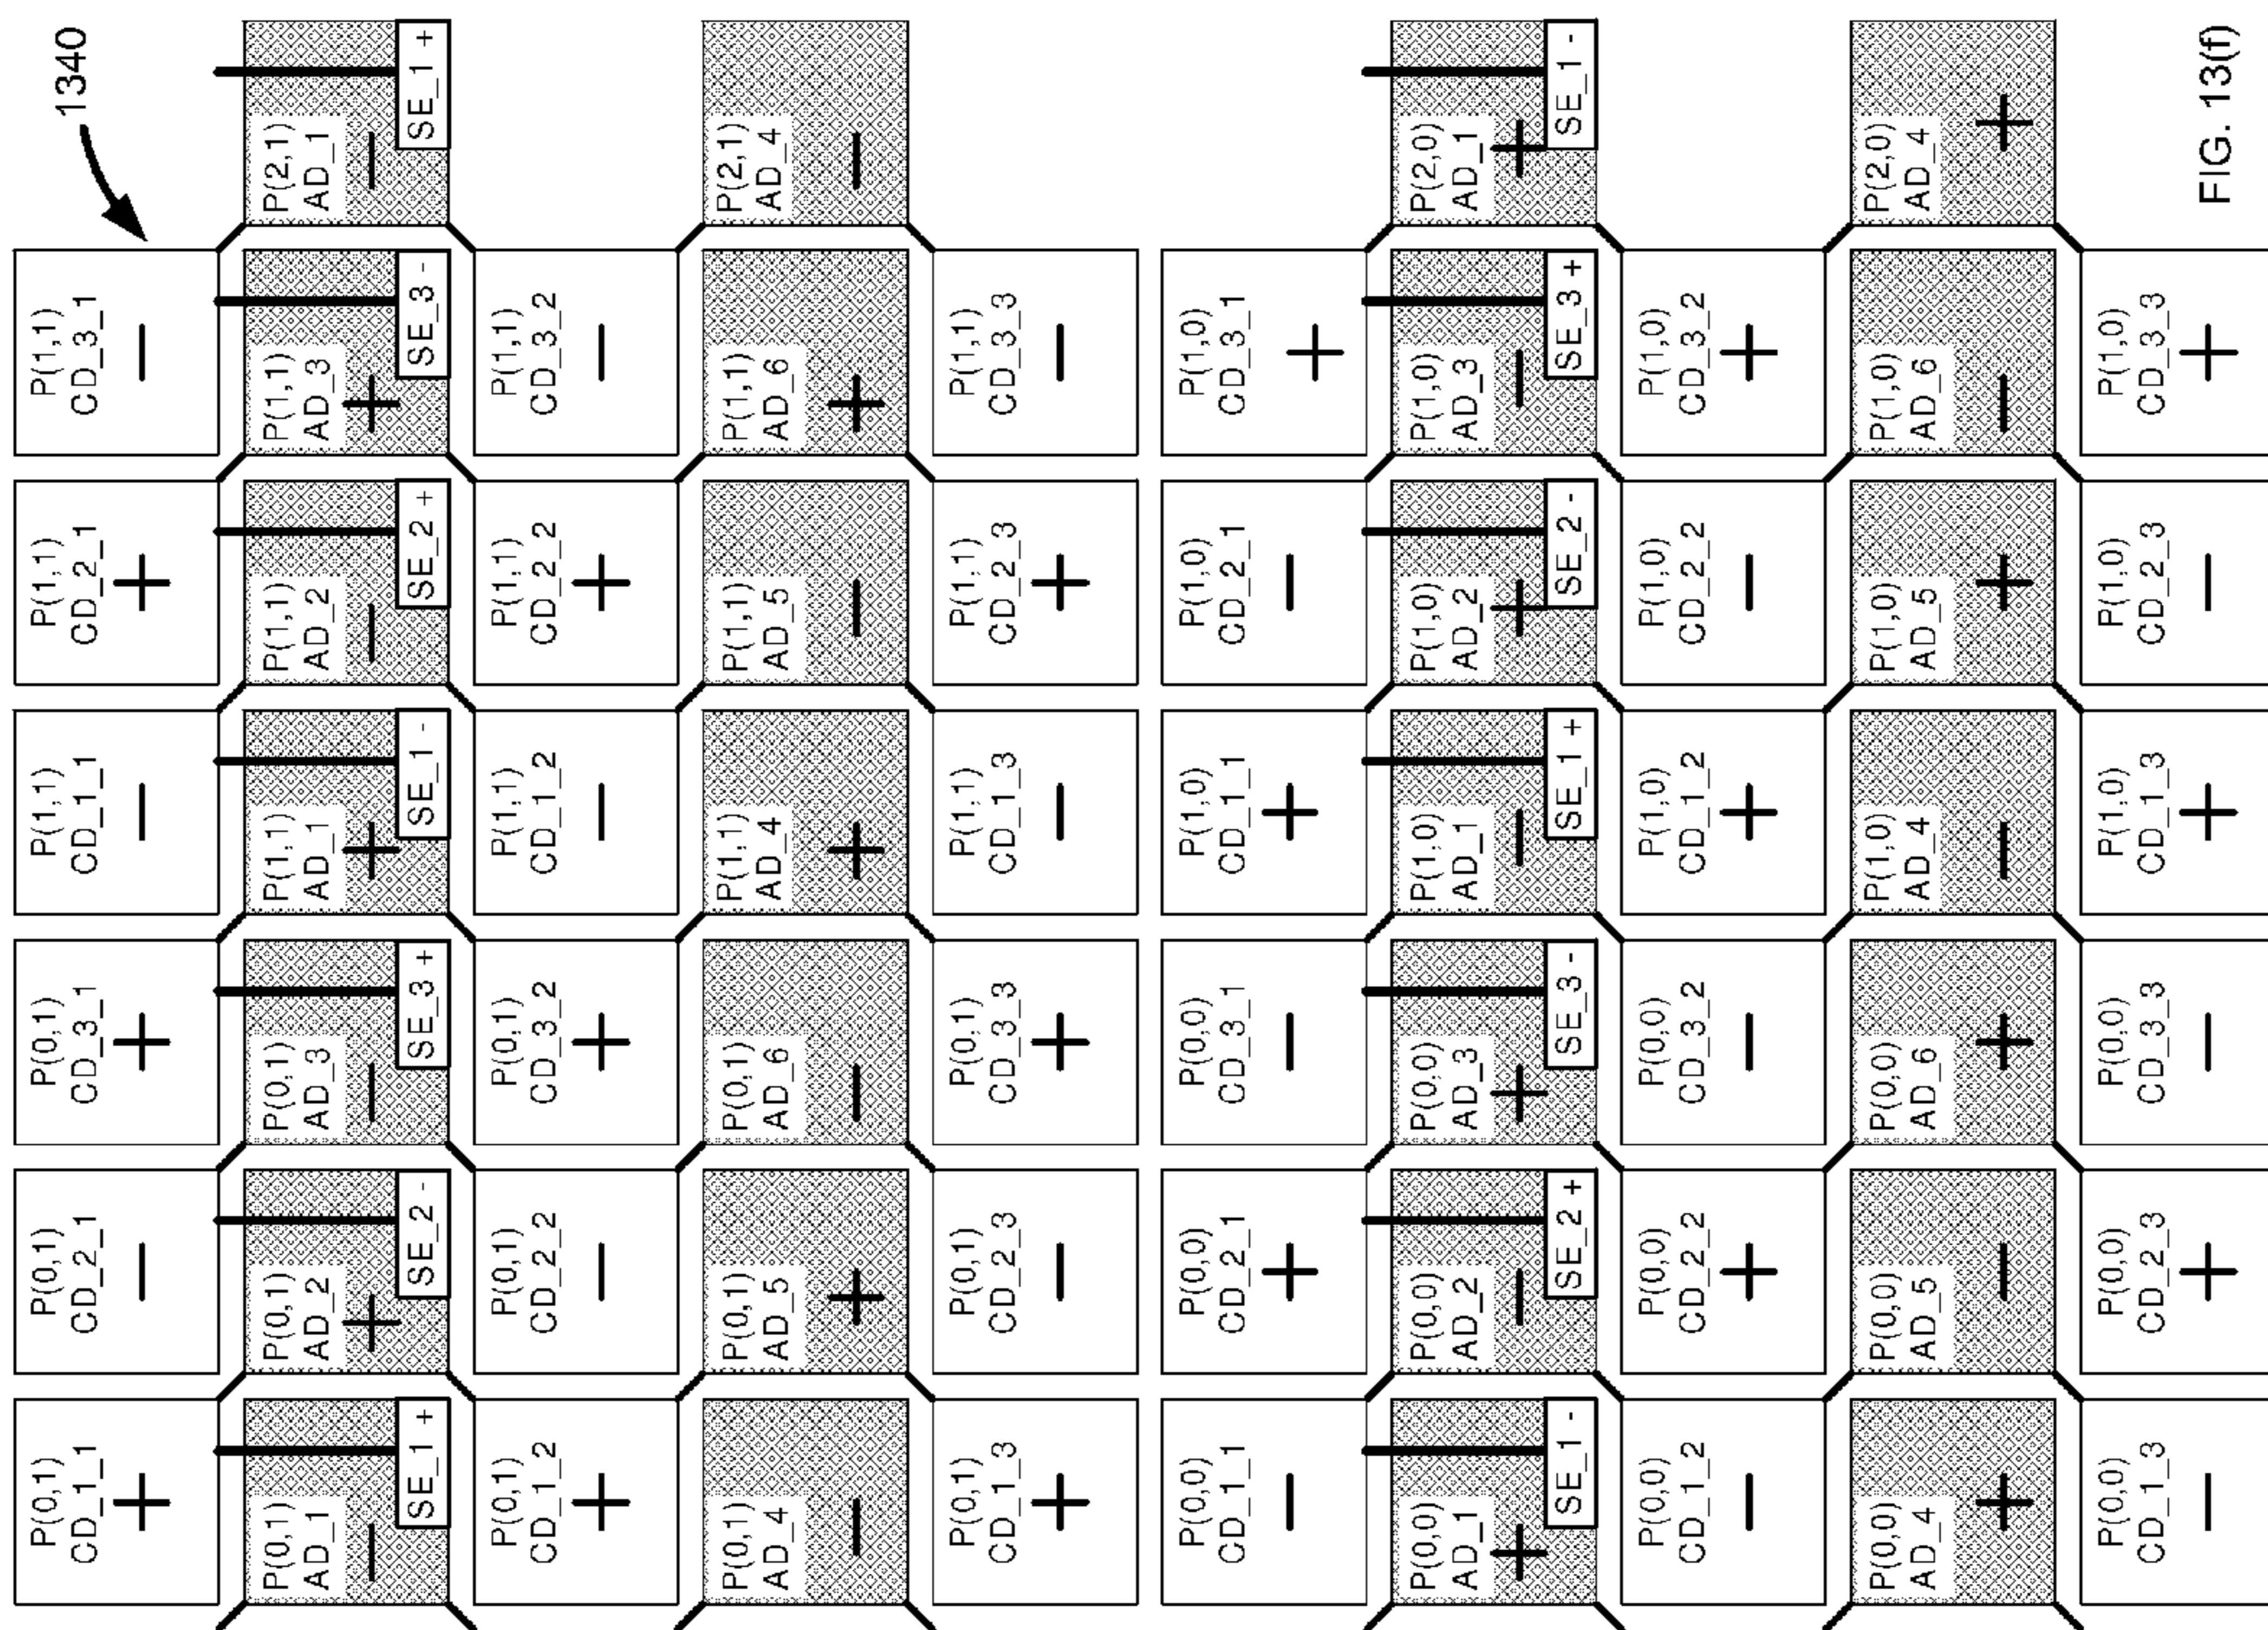 1340
P(0,1)
CD_1_1
+
P(0,1)
CD_2_1
−
P(0,1)
CD_3_1
+
P(1,1)
CD_1_1
−
P(1,1)
CD_2_1
+
P(1,1)
CD_3_1
−
P(0,1)
AD_1
−
SE_1 +
P(0,1)
AD_2
+
SE_2 -
P(0,1)
AD_3
−
SE_3 +
P(1,1)
AD_1
+
SE_1 -
P(1,1)
AD_2
−
SE_2 +
P(1,1)
AD_3
+
SE_3 -
P(2,1)
AD_1
−
SE_1 +
P(0,1)
CD_1_2
+
P(0,1)
CD_2_2
−
P(0,1)
CD_3_2
+
P(1,1)
CD_1_2
−
P(1,1)
CD_2_2
+
P(1,1)
CD_3_2
−
P(0,1)
AD_4
−
P(0,1)
AD_5
+
P(0,1)
AD_6
−
P(1,1)
AD_4
+
P(1,1)
AD_5
−
P(1,1)
AD_6
+
P(2,1)
AD_4
−
P(0,1)
CD_1_3
+
P(0,1)
CD_2_3
−
P(0,1)
CD_3_3
+
P(1,1)
CD_1_3
−
P(1,1)
CD_2_3
+
P(1,1)
CD_3_3
−
P(0,0)
CD_1_1
−
P(0,0)
CD_2_1
+
P(0,0)
CD_3_1
−
P(1,0)
CD_1_1
+
P(1,0)
CD_2_1
−
P(1,0)
CD_3_1
+
P(0,0)
AD_1
+
SE_1 -
P(0,0)
AD_2
−
SE_2 +
P(0,0)
AD_3
+
SE_3 -
P(1,0)
AD_1
−
SE_1 +
P(1,0)
AD_2
+
SE_2 -
P(1,0)
AD_3
−
SE_3 +
P(2,0)
AD_1
+
SE_1 -
P(0,0)
CD_1_2
−
P(0,0)
CD_2_2
+
P(0,0)
CD_3_2
−
P(1,0)
CD_1_2
+
P(1,0)
CD_2_2
−
P(1,0)
CD_3_2
+
P(0,0)
AD_4
+
P(0,0)
AD_5
−
P(0,0)
AD_6
+
P(1,0)
AD_4
−
P(1,0)
AD_5
+
P(1,0)
AD_6
−
P(2,0)
AD_4
+
P(0,0)
CD_1_3
−
P(0,0)
CD_2_3
+
P(0,0)
CD_3_3
−
P(1,0)
CD_1_3
+
P(1,0)
CD_2_3
−
P(1,0)
CD_3_3
+
FIG. 13(f)